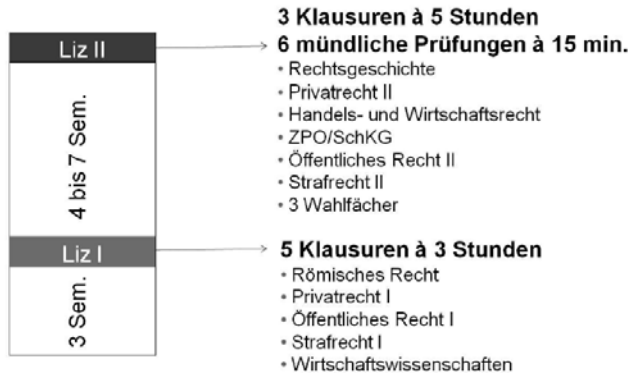 3 Klausuren à 5 Stunden
Liz II
6 mündliche Prüfungen à 15 min.
• Rechtsgeschichte
• Privatrecht II
• Handels- und Wirtschaftsrecht
• ZPO/SchKG
• Öffentliches Recht II
• Strafrecht II
• 3 Wahlfächer
4 bis 7 Sem.
Liz I
5 Klausuren à 3 Stunden
• Römisches Recht
• Privatrecht I
• Öffentliches Recht I
• Strafrecht I
• Wirtschaftswissenschaften
3 Sem.